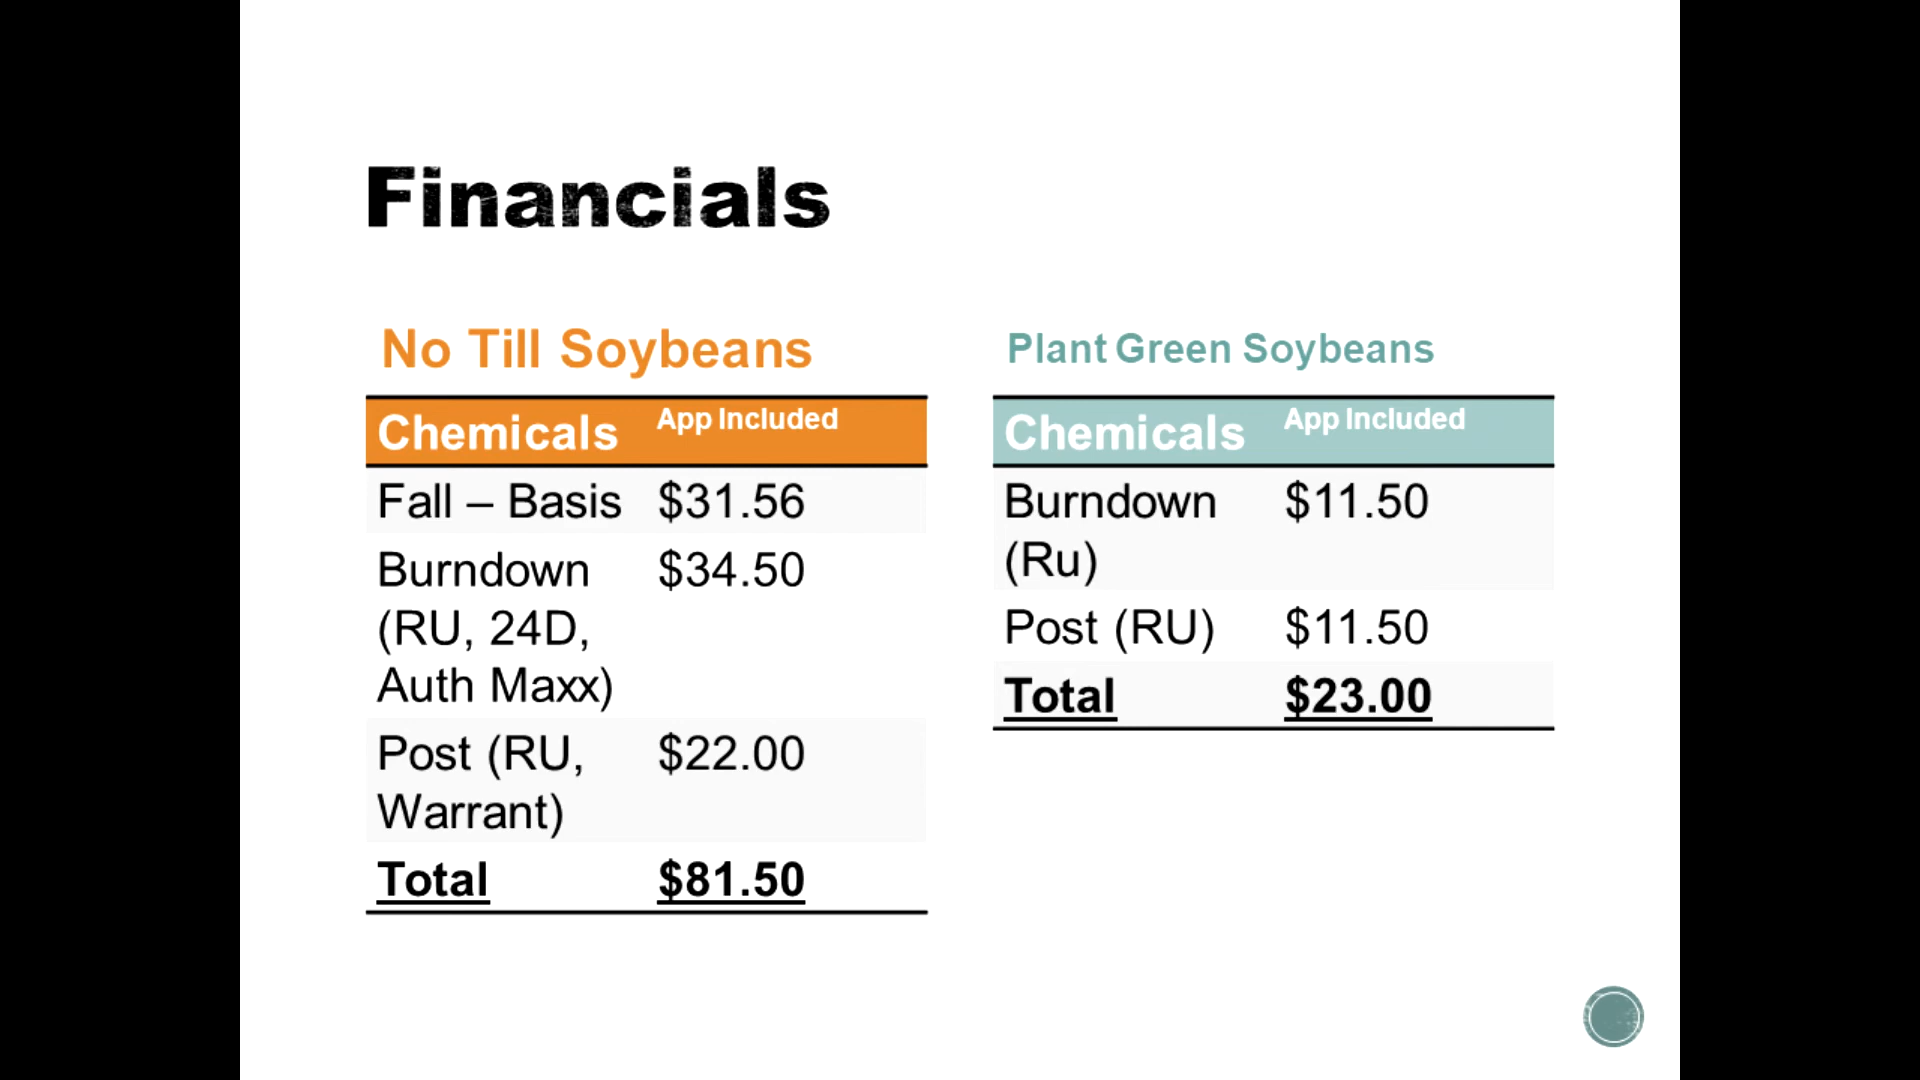 Financials
No Till Soybeans
Chemicals App Included
Fall – Basis $31.56
Burndown $34.50
(RU, 24D,
Auth Maxx)
Post (RU, $22.00
Warrant)
Total $81.50
Plant Green Soybeans
Chemicals App Included
Burndown $11.50
(Ru)
Post (RU) $11.50
Total $23.00